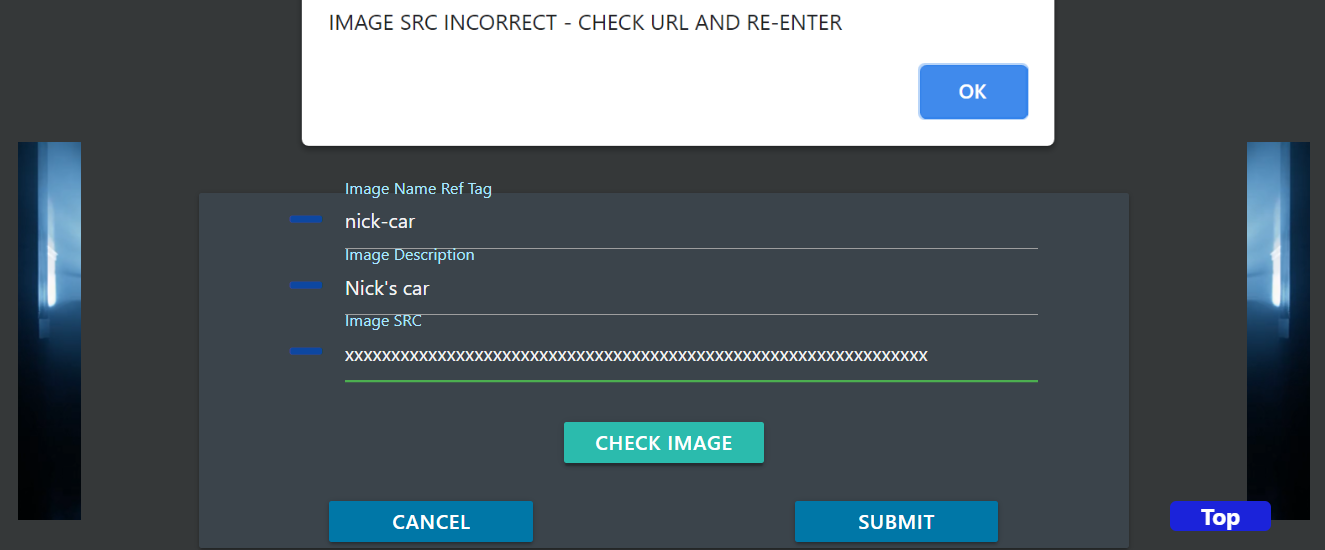 IMAGE SRC INCORRECT - CHECK URL AND RE-ENTER
OK
Image Name Ref Tag
nick-car
Image Description
Nick's car
Image SRC
xxxxxxxxxxxxxxxxxxxxxxxxxxxxxxxxxxxxxxxxxxxxxxxxxxxxxxxxxxxxxxxx
CHECK IMAGE
CANCEL
SUBMIT
Top